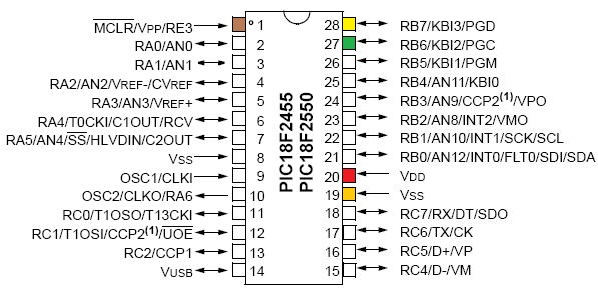 MCLR/VPP/RE3 1
RA0/AN0 2
RA1/AN1 3
RA2/AN2/VREF-/CVREF 4
RA3/AN3/VREF+ 5
RA4/T0CKI/C1OUT/RCV 6
RA5/AN4/SS/HLVDIN/C2OUT 7
VSS 8
OSC1/CLKI 9
OSC2/CLKO/RA6 10
RC0/T1OSO/T13CKI 11
RC1/T1OSI/CCP2(1)/UOE 12
RC2/CCP1 13
VUSB 14
PIC18F2455
PIC18F2550
28 RB7/KBI3/PGD
27 RB6/KBI2/PGC
26 RB5/KBI1/PGM
25 RB4/AN11/KBI0
24 RB3/AN9/CCP2(1)/VPO
23 RB2/AN8/INT2/VMO
22 RB1/AN10/INT1/SCK/SCL
21 RB0/AN12/INT0/FLT0/SDI/SDA
20 VDD
19 VSS
18 RC7/RX/DT/SDO
17 RC6/TX/CK
16 RC5/D+/VP
15 RC4/D-/VM